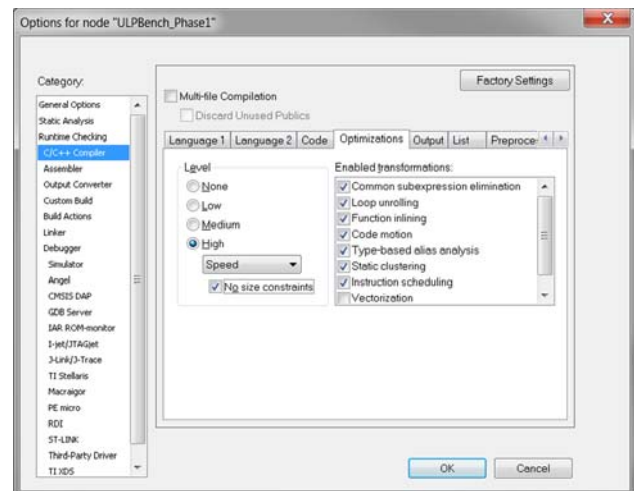 Options for node "ULPBench_Phase1"
Category:
General Options
Static Analysis
Runtime Checking
C/C++ Compiler
Assembler
Output Converter
Custom Build
Build Actions
Linker
Debugger
Simulator
Angel
CMSIS DAP
GDB Server
IAR ROM-monitor
I-jet/JTAGjet
J-Link/J-Trace
TI Stellaris
Macraigor
PE micro
RDI
ST-LINK
Third-Party Driver
TI XDS
Factory Settings
Multi-file Compilation
Discard Unused Publics
Language 1 Language 2 Code Optimizations Output List Preproce
Level
None
Low
Medium
High
Speed
No size constraints
Enabled transformations:
Common subexpression elimination
Loop unrolling
Function inlining
Code motion
Type-based alias analysis
Static clustering
Instruction scheduling
Vectorization
OK Cancel